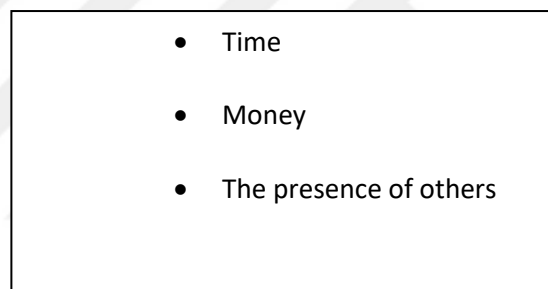 • Time
• Money
• The presence of others